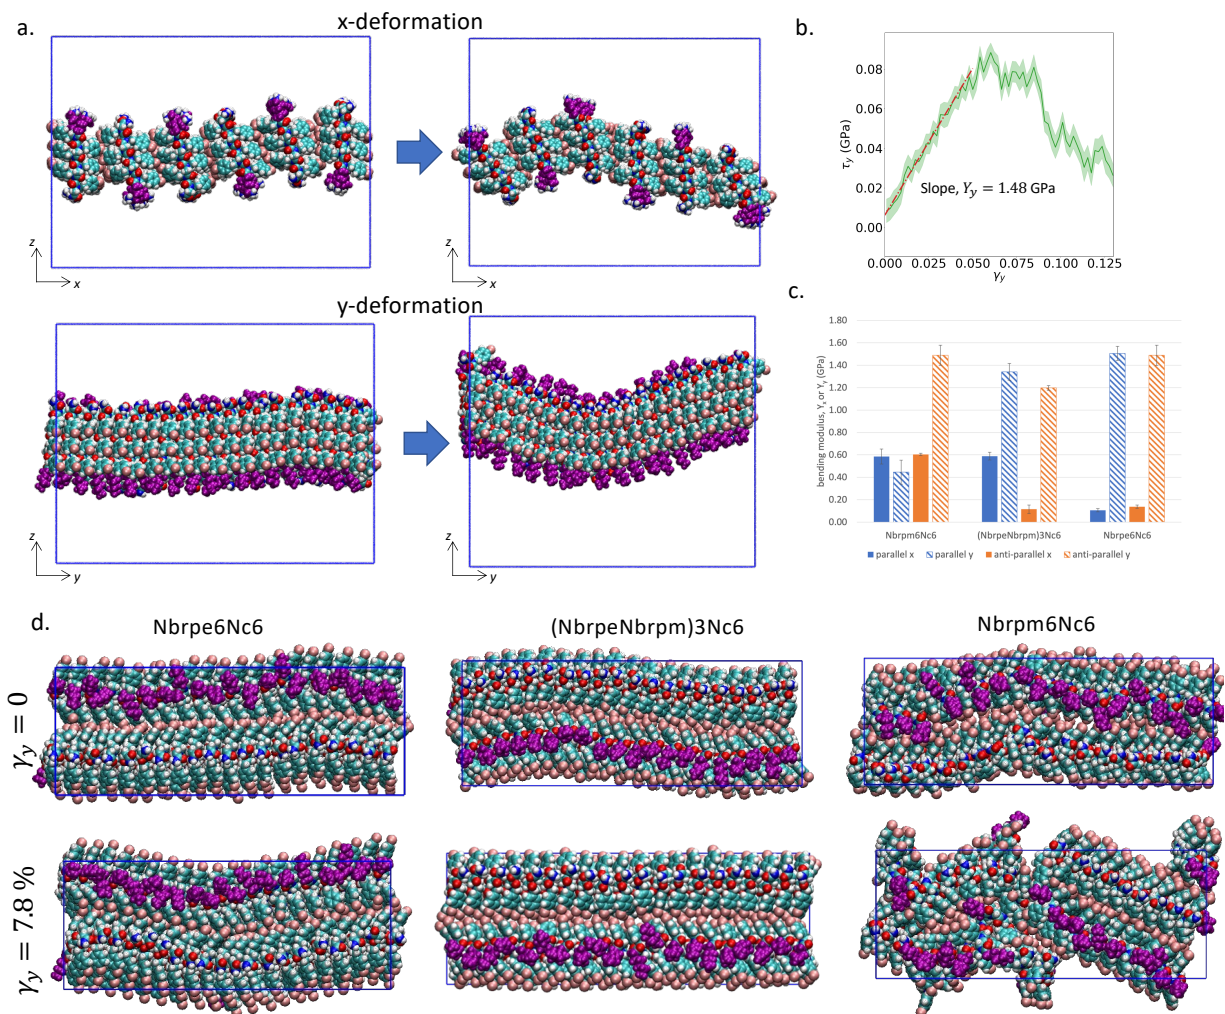 a.
x-deformation
z
x
z
x
y-deformation
z
y
z
y
b.
τy (GPa)
0.08
0.06
0.04
0.02
0.00
Slope, Yy = 1.48 GPa
0.000 0.025 0.050 0.075 0.100 0.125
γy
c.
bending modulus, Yx or Yy (GPa)
1.80
1.60
1.40
1.20
1.00
0.80
0.60
0.40
0.20
0.00
Nbrpm6Nc6 (NbrpeNbrpm)3Nc6 Nbrpe6Nc6
parallel x parallel y anti-parallel x anti-parallel y
d.
Nbrpe6Nc6 (NbrpeNbrpm)3Nc6 Nbrpm6Nc6
γy = 0
γy = 7.8 %